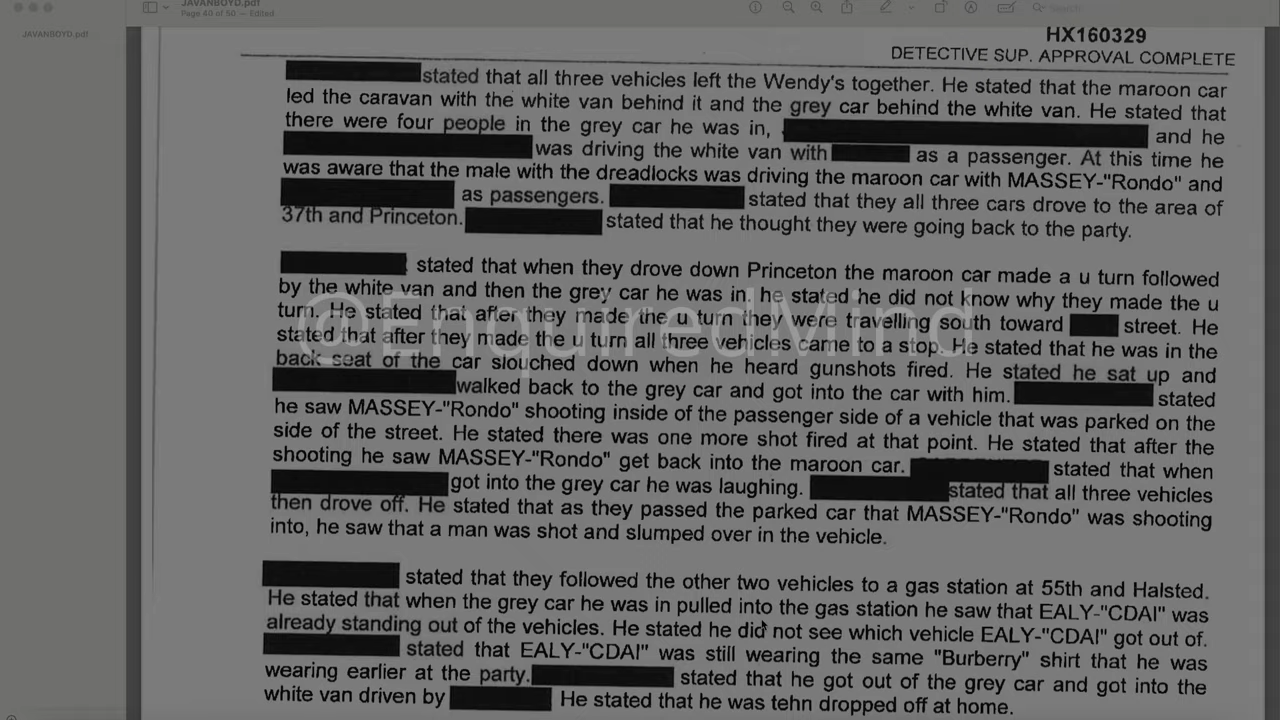 JAVANBOYD.pdf
Page 40 of 50 — Edited
Search
JAVANBOYD.pdf
HX160329
DETECTIVE SUP. APPROVAL COMPLETE
stated that all three vehicles left the Wendy's together. He stated that the maroon car
led the caravan with the white van behind it and the grey car behind the white van. He stated that
there were four people in the grey car he was in, and he
was driving the white van with as a passenger. At this time he
was aware that the male with the dreadlocks was driving the maroon car with MASSEY-"Rondo" and
as passengers. stated that they all three cars drove to the area of
37th and Princeton. stated that he thought they were going back to the party.
stated that when they drove down Princeton the maroon car made a u turn followed
by the white van and then the grey car he was in. he stated he did not know why they made the u
turn. He stated that after they made the u turn they were travelling south toward street. He
stated that after they made the u turn all three vehicles came to a stop. He stated that he was in the
back seat of the car slouched down when he heard gunshots fired. He stated he sat up and
walked back to the grey car and got into the car with him. stated
he saw MASSEY-"Rondo" shooting inside of the passenger side of a vehicle that was parked on the
side of the street. He stated there was one more shot fired at that point. He stated that after the
shooting he saw MASSEY-"Rondo" get back into the maroon car. stated that when
got into the grey car he was laughing. stated that all three vehicles
then drove off. He stated that as they passed the parked car that MASSEY-"Rondo" was shooting
into, he saw that a man was shot and slumped over in the vehicle.
stated that they followed the other two vehicles to a gas station at 55th and Halsted.
He stated that when the grey car he was in pulled into the gas station he saw that EALY-"CDAI" was
already standing out of the vehicles. He stated he did not see which vehicle EALY-"CDAI" got out of.
stated that EALY-"CDAI" was still wearing the same "Burberry" shirt that he was
wearing earlier at the party. stated that he got out of the grey car and got into the
white van driven by He stated that he was tehn dropped off at home.
@EnquiredMind